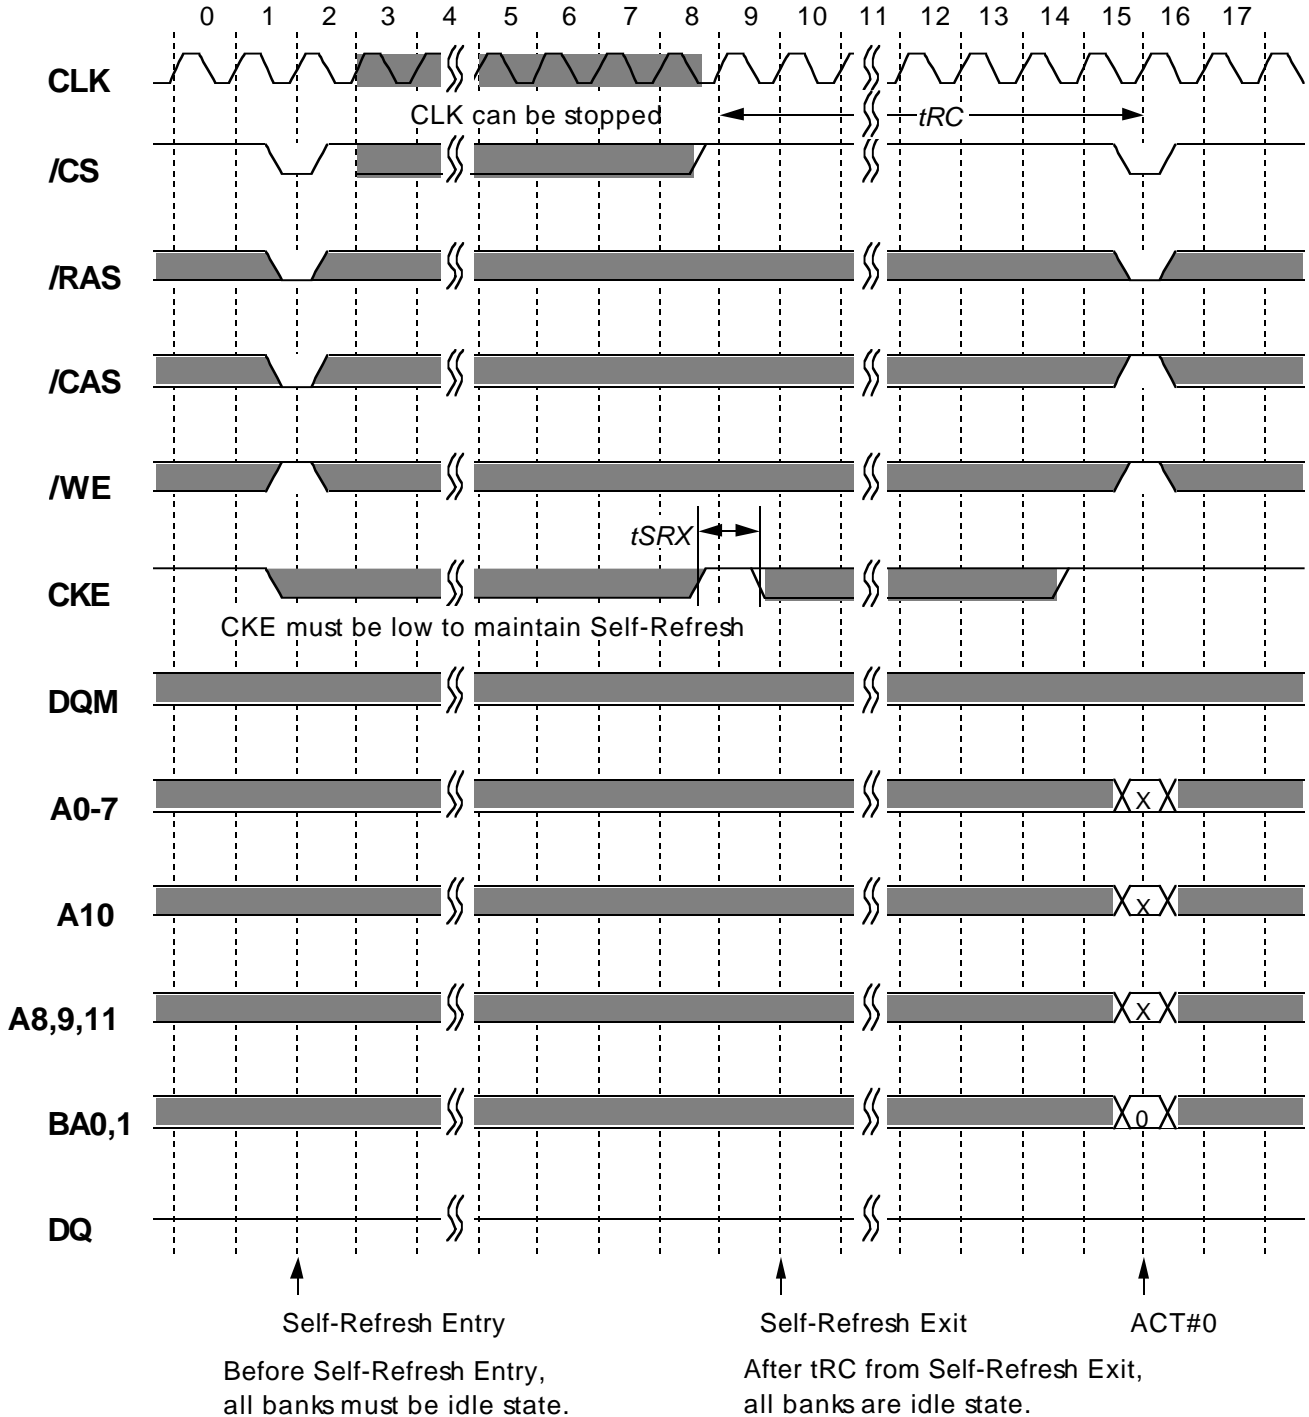 0 1 2 3 4 5 6 7 8 9 10 11 12 13 14 15 16 17
CLK
CLK can be stopped
tRC
/CS
/RAS
/CAS
/WE
tSRX
CKE
CKE must be low to maintain Self-Refresh
DQM
A0-7
X
A10
X
A8,9,11
X
BA0,1
0
DQ
Self-Refresh Entry
Self-Refresh Exit
ACT#0
Before Self-Refresh Entry,
all banks must be idle state.
After tRC from Self-Refresh Exit,
all banks are idle state.